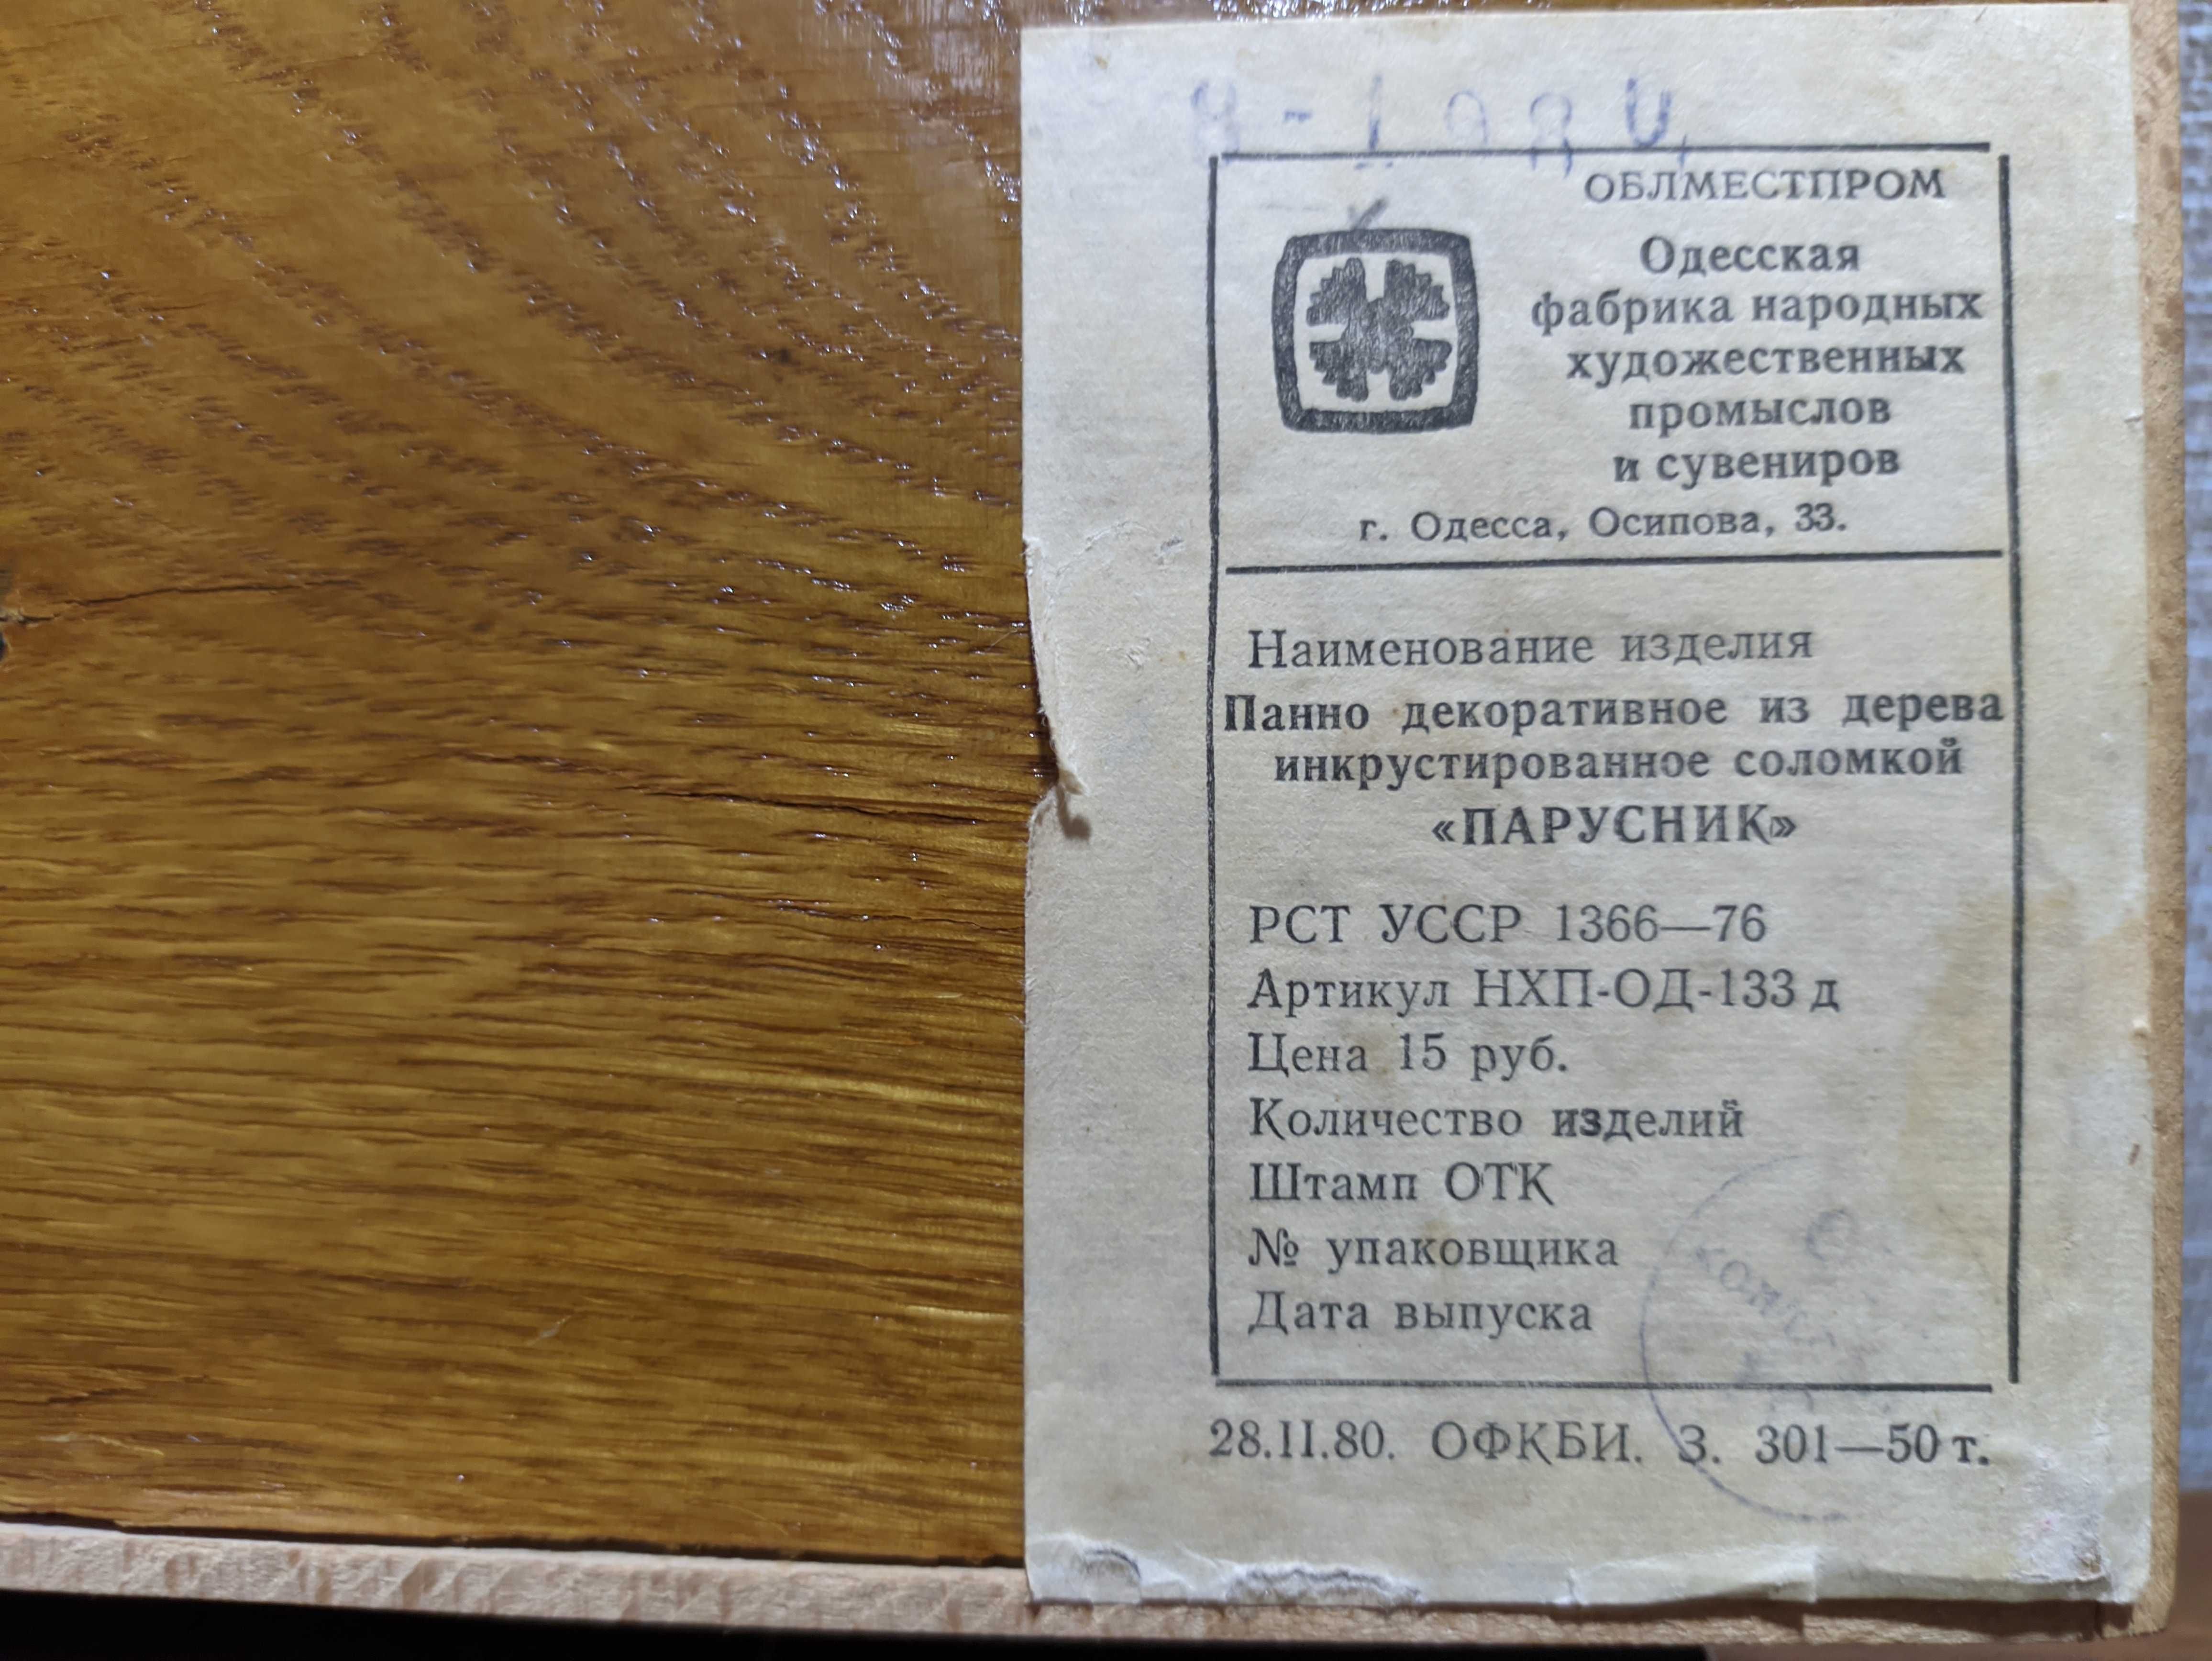 ОБЛМЕСТПРОМ
Одесская
фабрика народных
художественных
промыслов
и сувениров
г. Одесса, Осипова, 33.
Наименование изделия
Панно декоративное из дерева
инкрустированное соломкой
«ПАРУСНИК»
РСТ УССР 1366—76
Артикул НХП-ОД-133 д
Цена 15 руб.
Количество изделий
Штамп ОТК
№ упаковщика
Дата выпуска
28.II.80. ОФКБИ. З. 301—50 т.